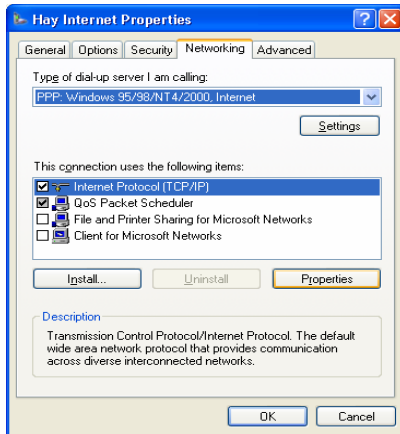 Hay Internet Properties
General Options Security Networking Advanced
Type of dial-up server I am calling:
PPP: Windows 95/98/NT4/2000, Internet
Settings
This connection uses the following items:
Internet Protocol (TCP/IP)
QoS Packet Scheduler
File and Printer Sharing for Microsoft Networks
Client for Microsoft Networks
Install... Uninstall Properties
Description
Transmission Control Protocol/Internet Protocol. The default
wide area network protocol that provides communication
across diverse interconnected networks.
OK Cancel